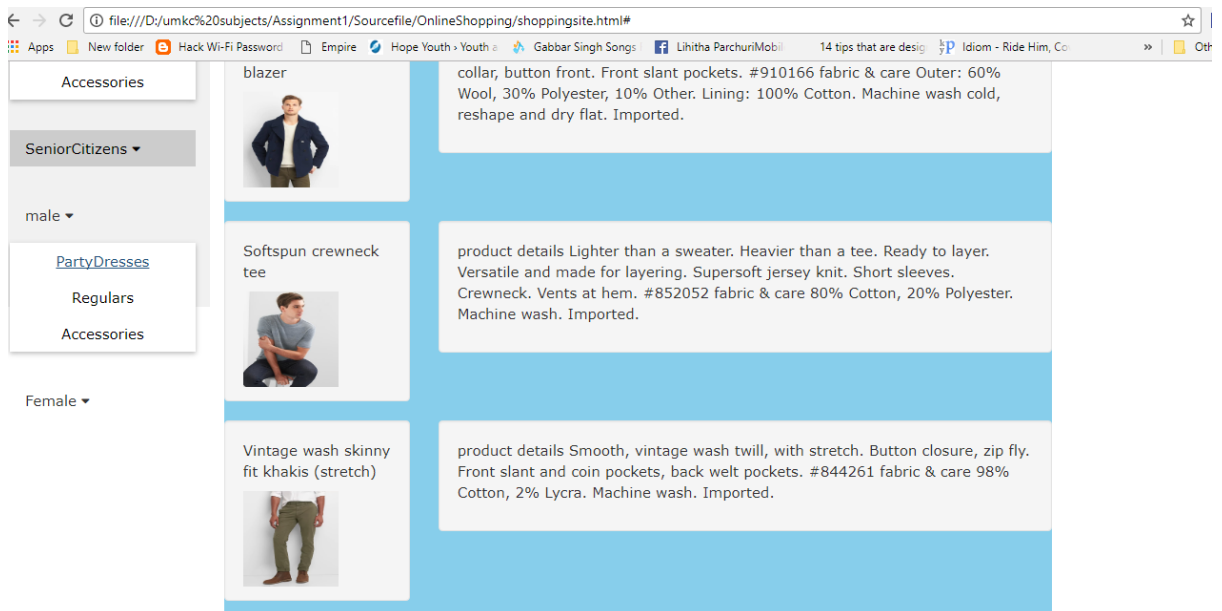 file:///D:/umkc%20subjects/Assignment1/Sourcefile/OnlineShopping/shoppingsite.html#
Apps New folder Hack Wi-Fi Password Empire Hope Youth › Youth a Gabbar Singh Songs Lihitha ParchuriMobil 14 tips that are desig Idiom - Ride Him, Co » Oth
Accessories
SeniorCitizens
male
PartyDresses
Regulars
Accessories
Female
blazer
collar, button front. Front slant pockets. #910166 fabric & care Outer: 60%
Wool, 30% Polyester, 10% Other. Lining: 100% Cotton. Machine wash cold,
reshape and dry flat. Imported.
Softspun crewneck
tee
product details Lighter than a sweater. Heavier than a tee. Ready to layer.
Versatile and made for layering. Supersoft jersey knit. Short sleeves.
Crewneck. Vents at hem. #852052 fabric & care 80% Cotton, 20% Polyester.
Machine wash. Imported.
Vintage wash skinny
fit khakis (stretch)
product details Smooth, vintage wash twill, with stretch. Button closure, zip fly.
Front slant and coin pockets, back welt pockets. #844261 fabric & care 98%
Cotton, 2% Lycra. Machine wash. Imported.